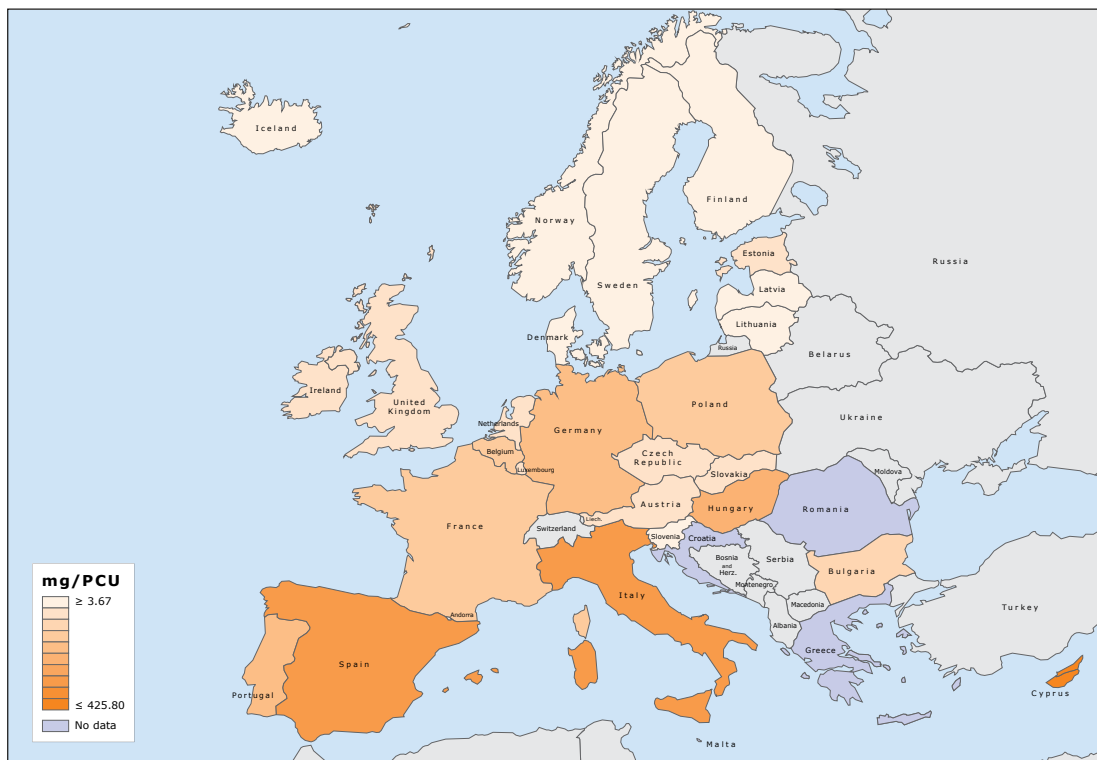 Iceland
Finland
Norway
Estonia
Russia
Sweden
Latvia
Lithuania
Denmark
Russia
Belarus
Ireland
United
Kingdom
Poland
Ukraine
Netherlands
Germany
Belgium
Czech
Republic
Luxembourg
Slovakia
Moldova
Austria
Hungary
Romania
France
Liech.
Switzerland
Slovenia
Croatia
Bosnia
and
Herz.
Serbia
Bulgaria
Montenegro
Italy
Macedonia
Andorra
Albania
Turkey
Greece
Spain
Portugal
Cyprus
Malta
mg/PCU
≥ 3.67
≤ 425.80
No data